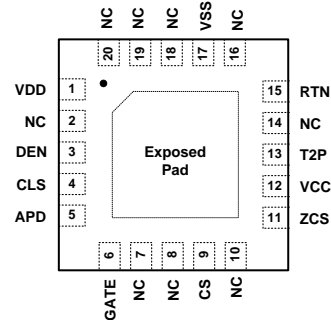 NC NC NC VSS NC
20 19 18 17 16
VDD 1 15 RTN
NC 2 14 NC
DEN 3 13 T2P
CLS 4 12 VCC
APD 5 11 ZCS
Exposed
Pad
6 7 8 9 10
GATE NC NC CS NC